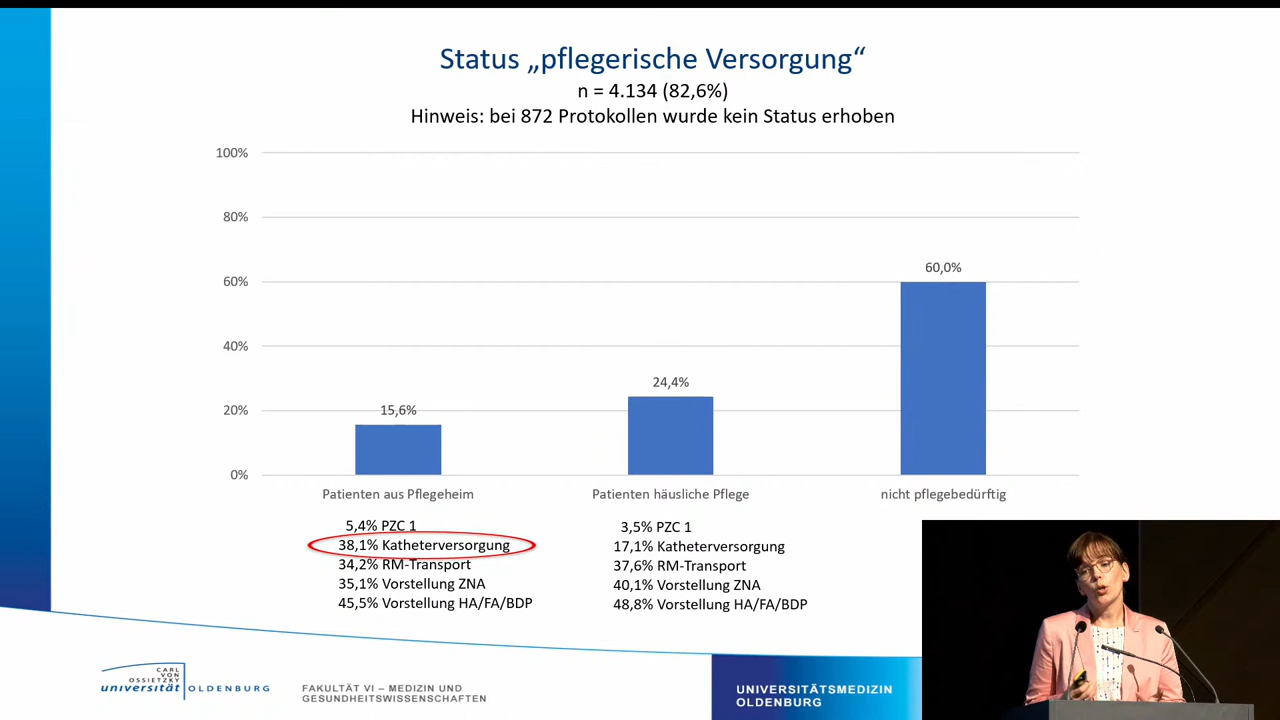 Status „pflegerische Versorgung“
n = 4.134 (82,6%)
Hinweis: bei 872 Protokollen wurde kein Status erhoben
100%
80%
60%
40%
20%
0%
15,6%
24,4%
60,0%
Patienten aus Pflegeheim
Patienten häusliche Pflege
nicht pflegebedürftig
5,4% PZC 1
38,1% Katheterversorgung
34,2% RM-Transport
35,1% Vorstellung ZNA
45,5% Vorstellung HA/FA/BDP
3,5% PZC 1
17,1% Katheterversorgung
37,6% RM-Transport
40,1% Vorstellung ZNA
48,8% Vorstellung HA/FA/BDP
CARL
VON
OSSIETZKY
universität OLDENBURG
FAKULTÄT VI – MEDIZIN UND
GESUNDHEITSWISSENSCHAFTEN
UNIVERSITÄTSMEDIZIN
OLDENBURG